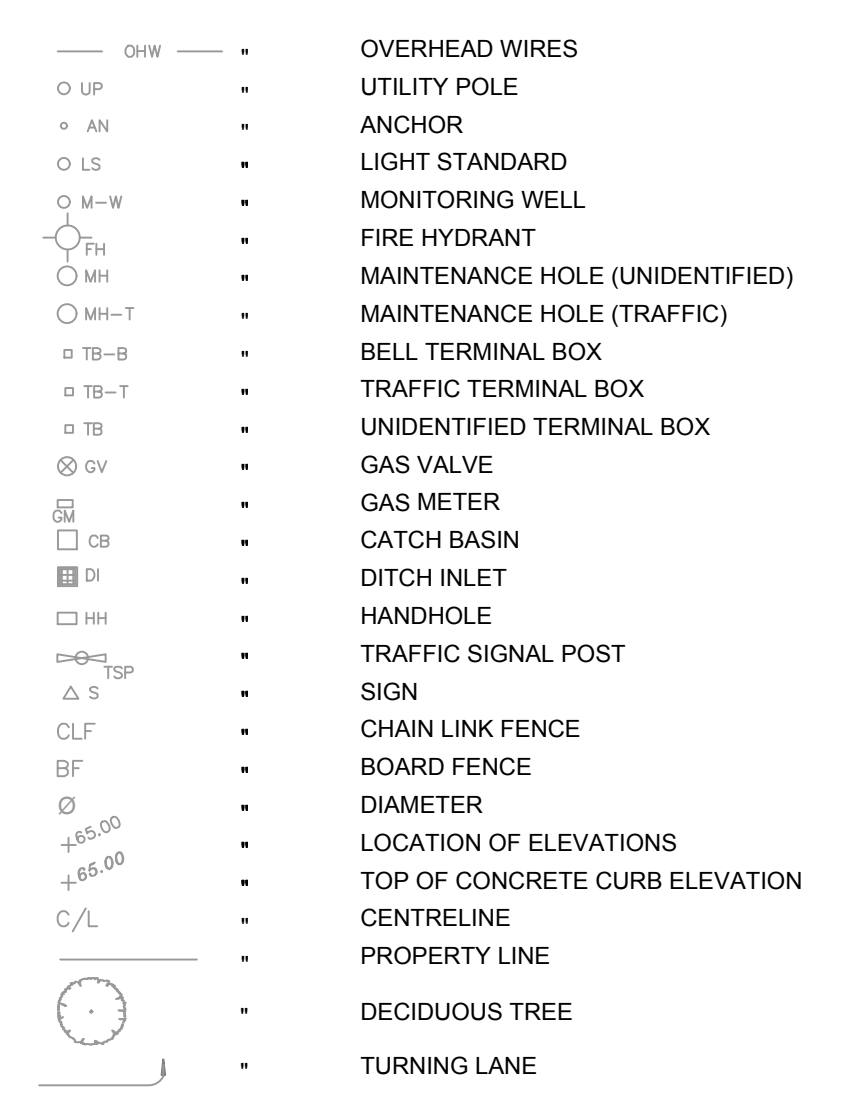 OHW " OVERHEAD WIRES
UP " UTILITY POLE
AN " ANCHOR
LS " LIGHT STANDARD
M-W " MONITORING WELL
FH " FIRE HYDRANT
MH " MAINTENANCE HOLE (UNIDENTIFIED)
MH-T " MAINTENANCE HOLE (TRAFFIC)
TB-B " BELL TERMINAL BOX
TB-T " TRAFFIC TERMINAL BOX
TB " UNIDENTIFIED TERMINAL BOX
GV " GAS VALVE
GM " GAS METER
CB " CATCH BASIN
DI " DITCH INLET
HH " HANDHOLE
TSP " TRAFFIC SIGNAL POST
S " SIGN
CLF " CHAIN LINK FENCE
BF " BOARD FENCE
Ø " DIAMETER
+65.00 " LOCATION OF ELEVATIONS
+65.00 " TOP OF CONCRETE CURB ELEVATION
C/L " CENTRELINE
" PROPERTY LINE
" DECIDUOUS TREE
" TURNING LANE